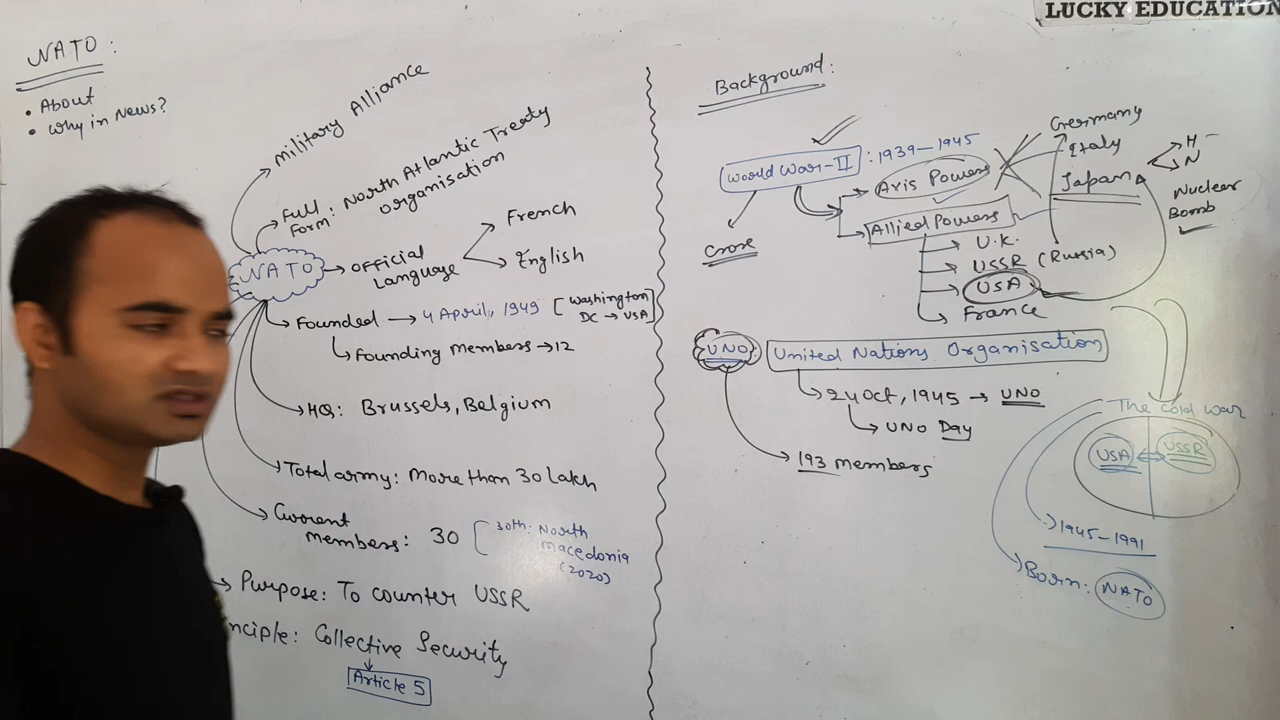 LUCKY EDUCATION
NATO:
• About
• Why in News?
Military Alliance
Full Form: North Atlantic Treaty
Organisation
NATO
Official
Language
French
English
Founded → 4 April, 1949 [Washington
DC → USA]
Founding Members → 12
HQ: Brussels, Belgium
Total army: More than 30 Lakh
Current
members: 30 [30th: North
Macedonia
(2020)
Purpose: To counter USSR
nciple: Collective Security
Article 5
Background:
World War-II : 1939-1945
Crore
Axis Powers
Germany
Italy
Japan
H
N
Nuclear
Bomb
Allied Powers
U.K.
USSR (Russia)
USA
France
UNO: United Nations Organisation
24 Oct, 1945 → UNO
UNO Day
193 members
The Cold War
USA ↔ USSR
1945-1991
Born: NATO